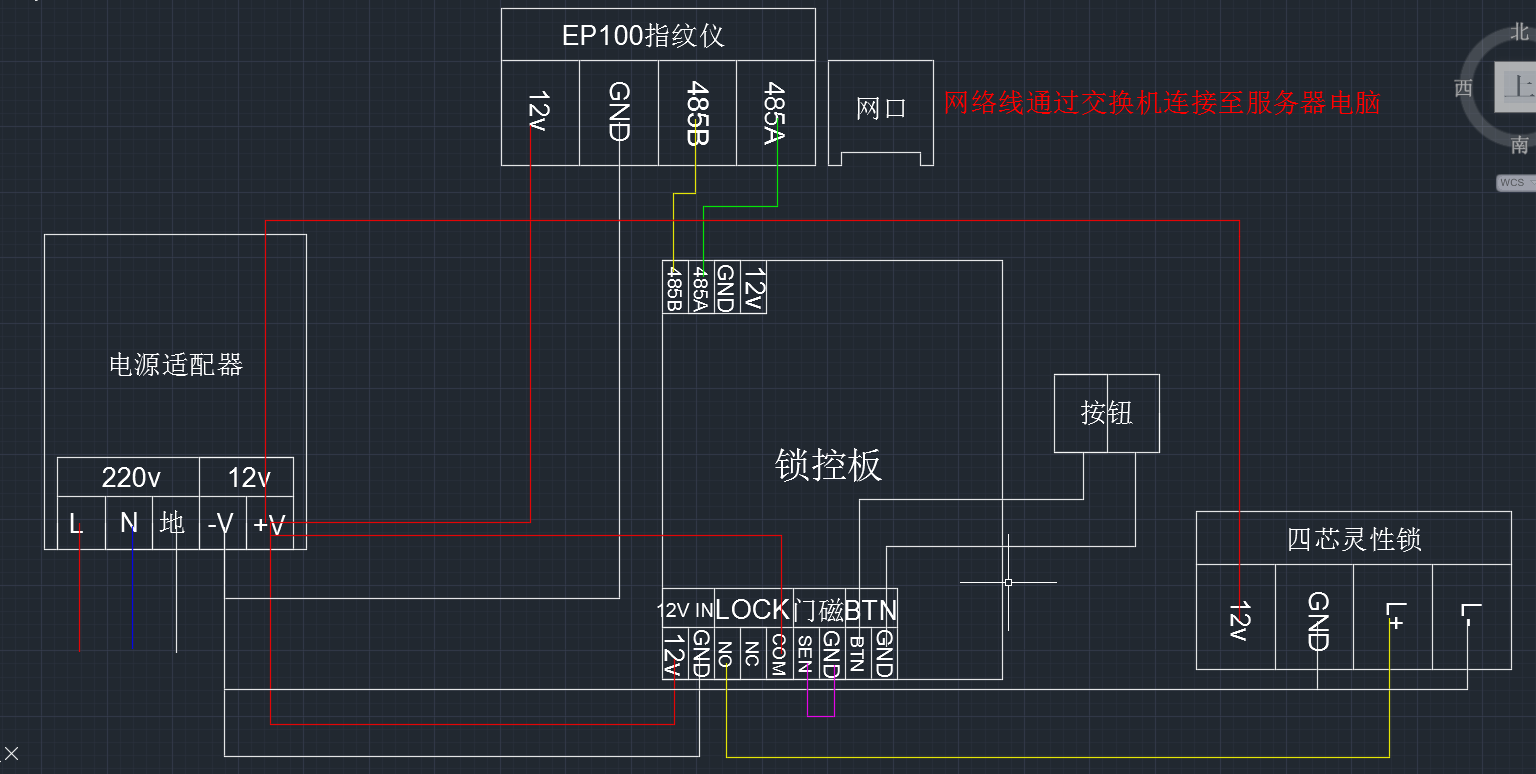 EP100指纹仪
12v
GND
485B
485A
网口
网络线通过交换机连接至服务器电脑
北
西
上
南
WCS
485B
485A
GND
12V
电源适配器
220v
12v
L
N
地
-V
+V
按钮
锁控板
四芯灵性锁
12v
GND
L+
L-
12V IN
LOCK
门磁
BTN
12v
GND
NO
NC
COM
SEN
GND
BTN
GND